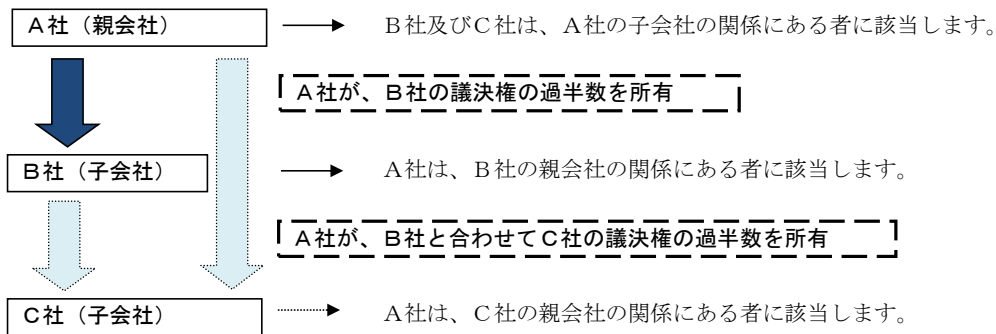 A社（親会社）
B社及びC社は、A社の子会社の関係にある者に該当します。
A社が、B社の議決権の過半数を所有
B社（子会社）
A社は、B社の親会社の関係にある者に該当します。
A社が、B社と合わせてC社の議決権の過半数を所有
C社（子会社）
A社は、C社の親会社の関係にある者に該当します。